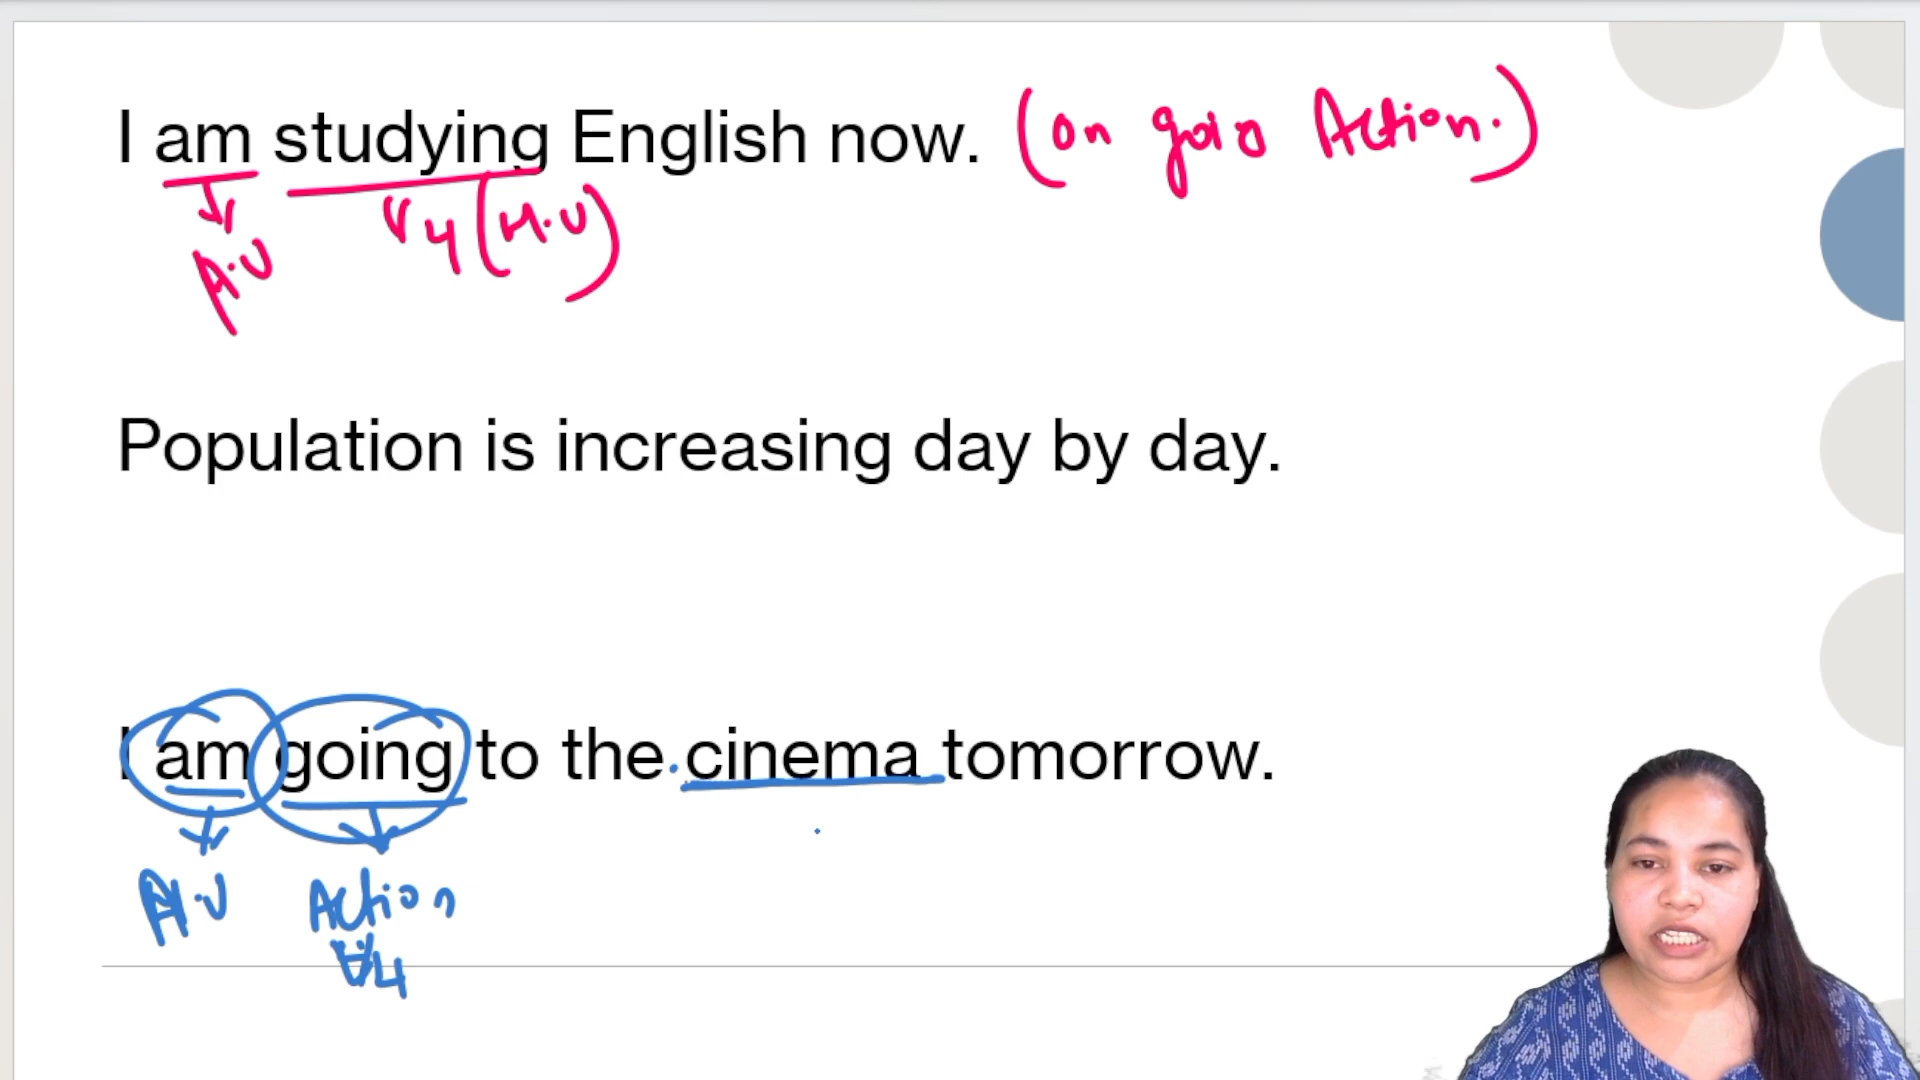 I am studying English now. (on going Action.)
A.V V4 (M.V)
Population is increasing day by day.
I am going to the cinema tomorrow.
A.V Action
V4